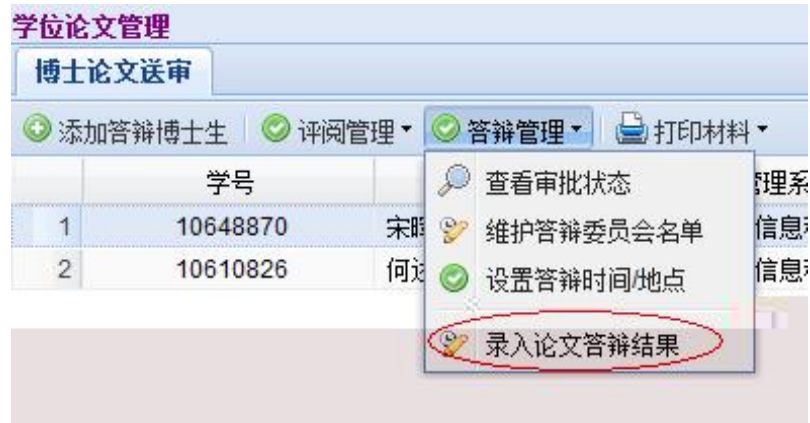 学位论文管理
博士论文送审
添加答辩博士生 评阅管理 答辩管理 打印材料
学号 管理系
1 10648870 宋
2 10610826 何 信息
查看审批状态
维护答辩委员会名单 信息
设置答辩时间/地点
录入论文答辩结果